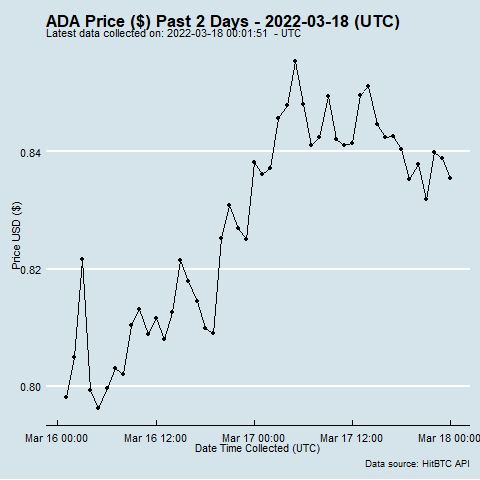 ADA Price ($) Past 2 Days - 2022-03-18 (UTC)
Latest data collected on: 2022-03-18 00:01:51 - UTC
0.84
Price USD ($)
0.82
0.80
Mar 16 00:00 Mar 16 12:00 Mar 17 00:00 Mar 17 12:00 Mar 18 00:00
Date Time Collected (UTC)
Data source: HitBTC API